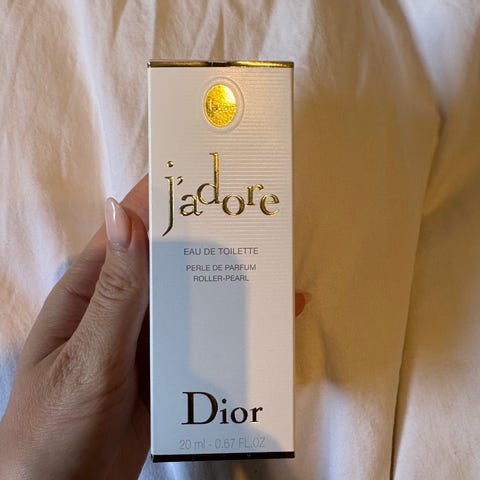 j'adore
EAU DE TOILETTE
PERLE DE PARFUM
ROLLER-PEARL
Dior
20 ml - 0.67 FL.OZ